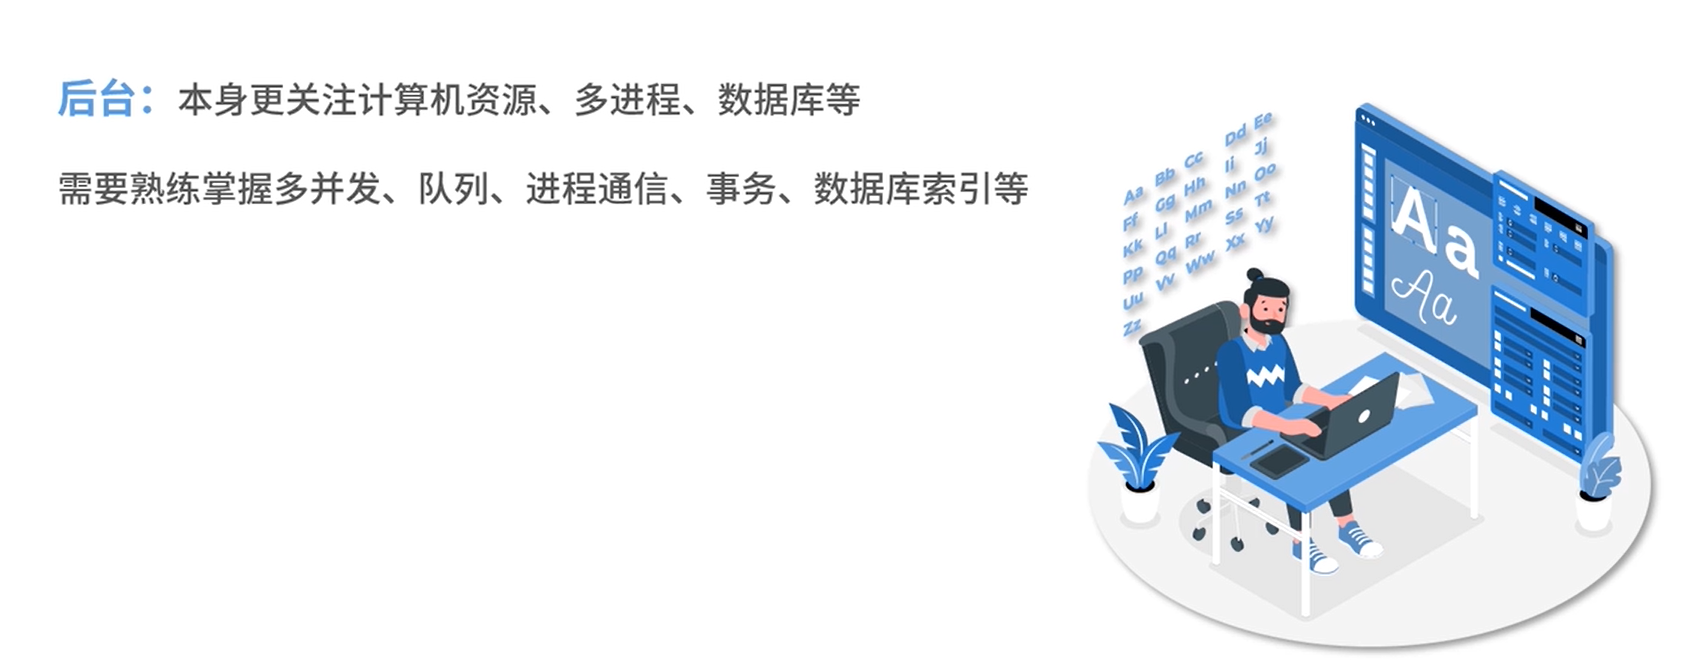 后台：本身更关注计算机资源、多进程、数据库等
需要熟练掌握多并发、队列、进程通信、事务、数据库索引等
Aa Bb Cc Dd Ee
Ff Gg Hh Ii Jj
Kk Ll Mm Nn Oo
Pp Qq Rr Ss Tt
Uu Vv Ww Xx Yy
Zz
Aa
Aa